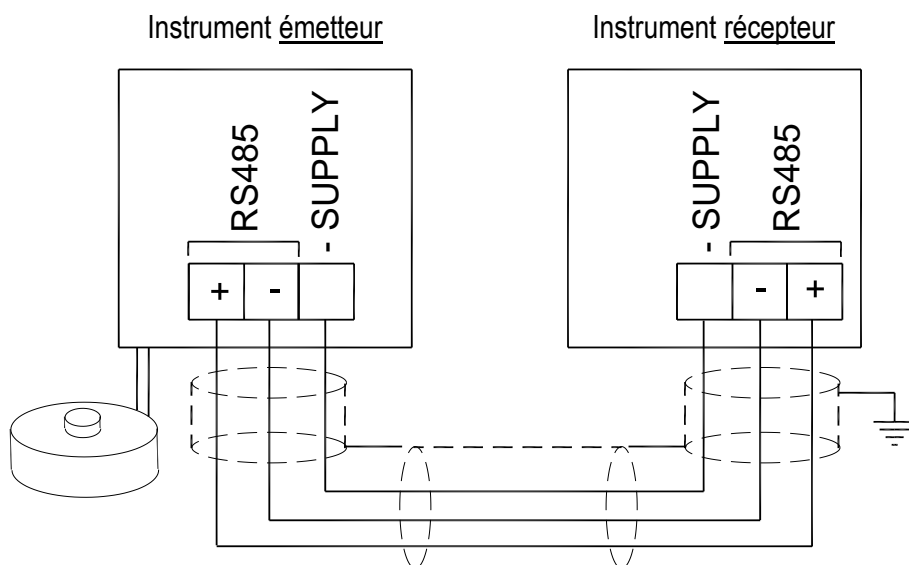 Instrument émetteur
Instrument récepteur
RS485
- SUPPLY
+ -
- SUPPLY
RS485
- +